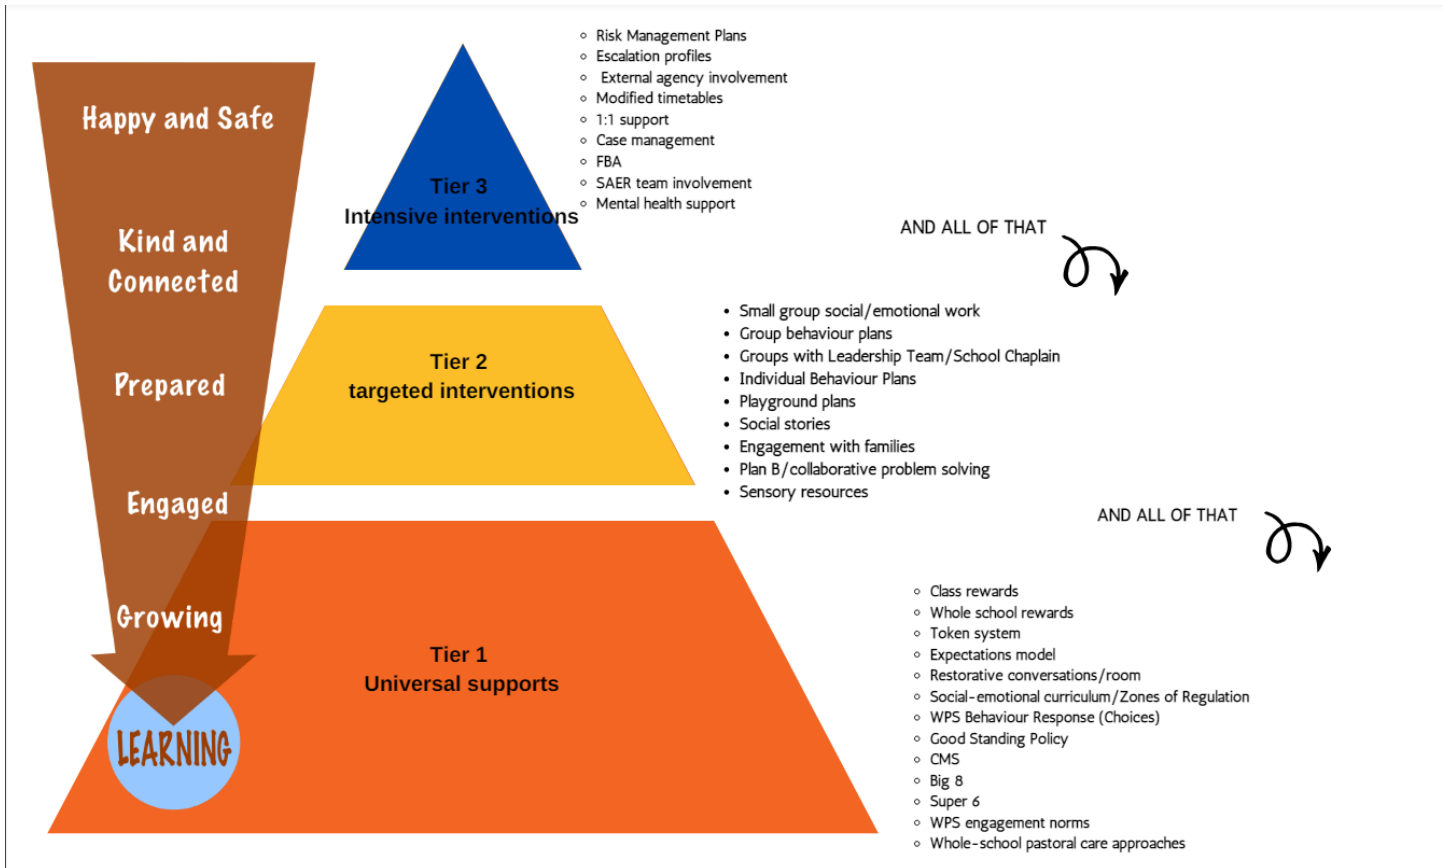 Happy and Safe
Kind and
Connected
Prepared
Engaged
Growing
LEARNING
Tier 3
Intensive interventions
Risk Management Plans
Escalation profiles
External agency involvement
Modified timetables
1:1 support
Case management
FBA
SAER team involvement
Mental health support
AND ALL OF THAT
Tier 2
targeted interventions
Small group social/emotional work
Group behaviour plans
Groups with Leadership Team/School Chaplain
Individual Behaviour Plans
Playground plans
Social stories
Engagement with families
Plan B/collaborative problem solving
Sensory resources
AND ALL OF THAT
Tier 1
Universal supports
Class rewards
Whole school rewards
Token system
Expectations model
Restorative conversations/room
Social-emotional curriculum/Zones of Regulation
WPS Behaviour Response (Choices)
Good Standing Policy
CMS
Big 8
Super 6
WPS engagement norms
Whole-school pastoral care approaches